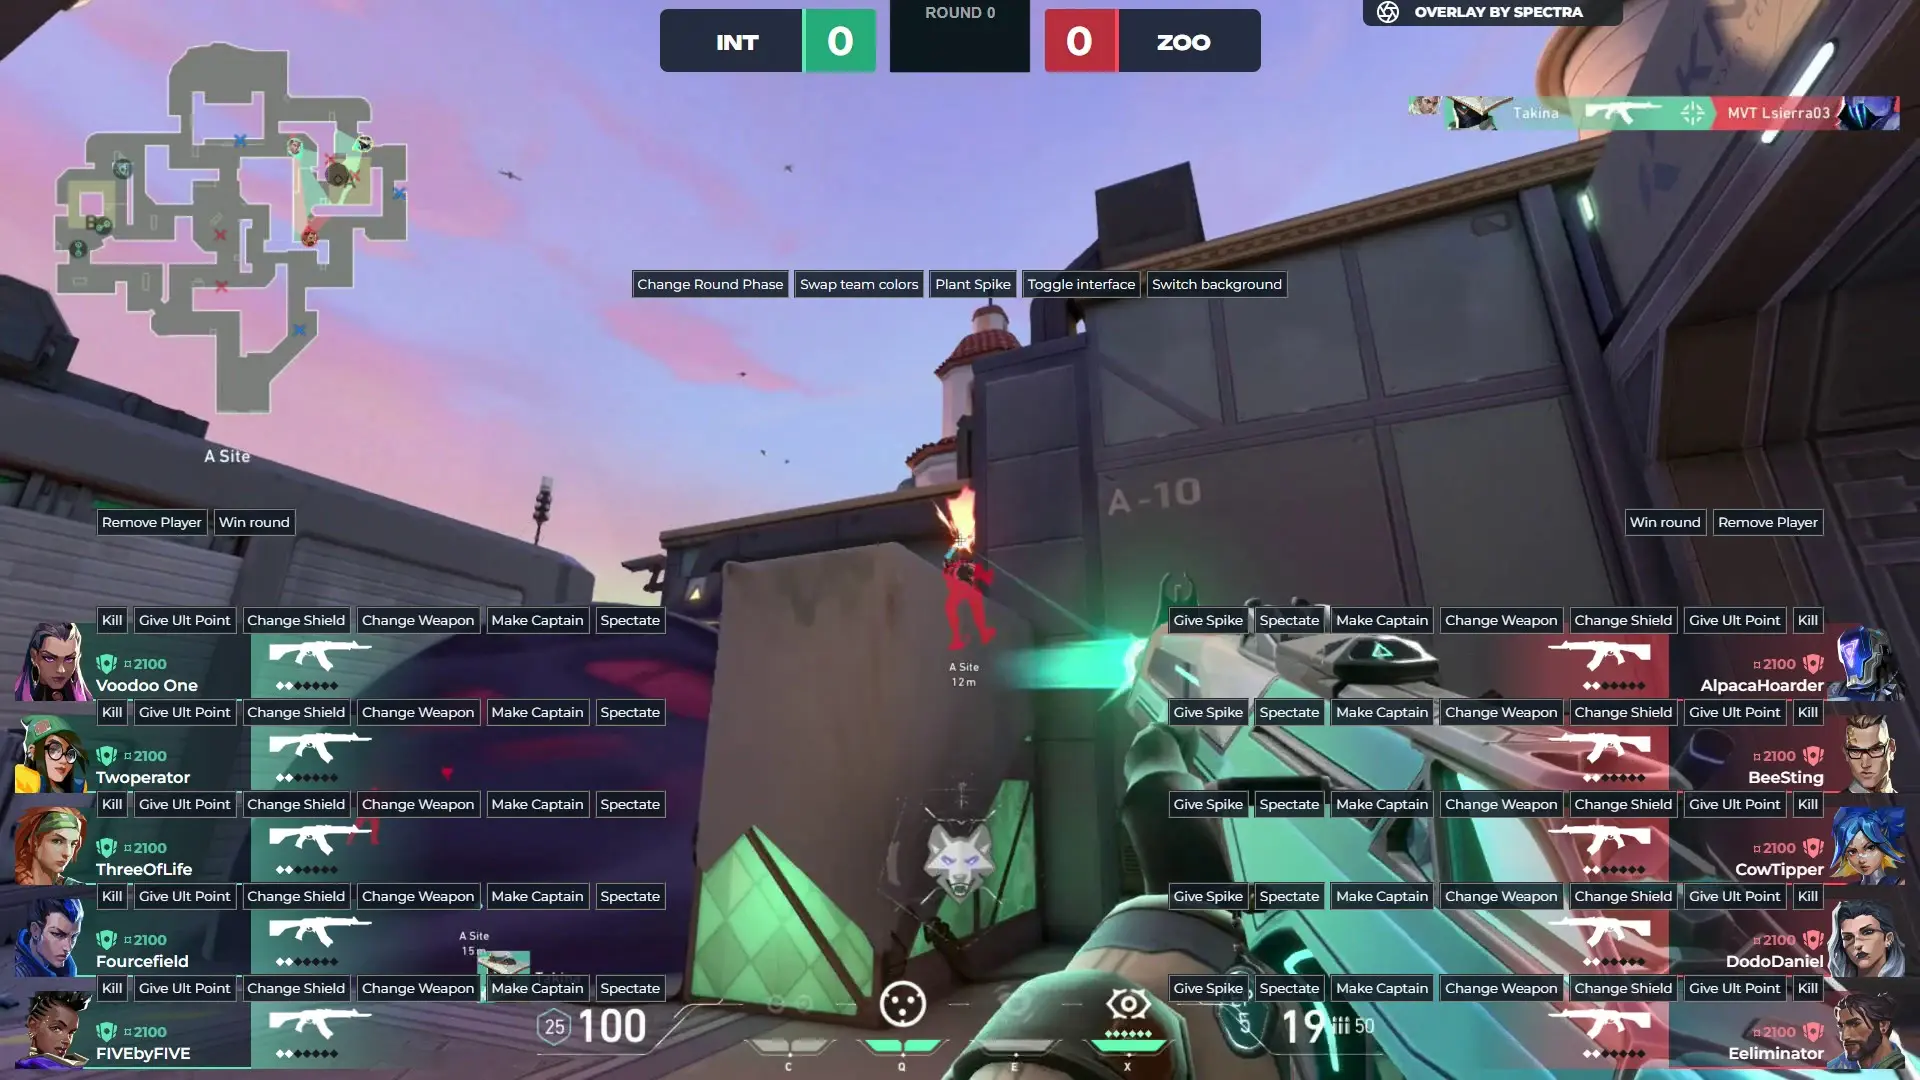 INT 0
ROUND 0
0 ZOO
OVERLAY BY SPECTRA
Takina MVT Lsierra03
A
B
A Site
Change Round Phase Swap team colors Plant Spike Toggle interface Switch background
A-10
Remove Player Win round
Win round Remove Player
A Site
12m
Kill Give Ult Point Change Shield Change Weapon Make Captain Spectate
¤2100
Voodoo One
Kill Give Ult Point Change Shield Change Weapon Make Captain Spectate
¤2100
Twoperator
Kill Give Ult Point Change Shield Change Weapon Make Captain Spectate
¤2100
ThreeOfLife
Kill Give Ult Point Change Shield Change Weapon Make Captain Spectate
¤2100
Fourcefield
Kill Give Ult Point Change Shield Change Weapon Make Captain Spectate
¤2100
FIVEbyFIVE
Give Spike Spectate Make Captain Change Weapon Change Shield Give Ult Point Kill
¤2100
AlpacaHoarder
Give Spike Spectate Make Captain Change Weapon Change Shield Give Ult Point Kill
¤2100
BeeSting
Give Spike Spectate Make Captain Change Weapon Change Shield Give Ult Point Kill
¤2100
CowTipper
Give Spike Spectate Make Captain Change Weapon Change Shield Give Ult Point Kill
¤2100
DodoDaniel
Give Spike Spectate Make Captain Change Weapon Change Shield Give Ult Point Kill
¤2100
Eeliminator
A Site
15m
25 100
19 50
C Q E X